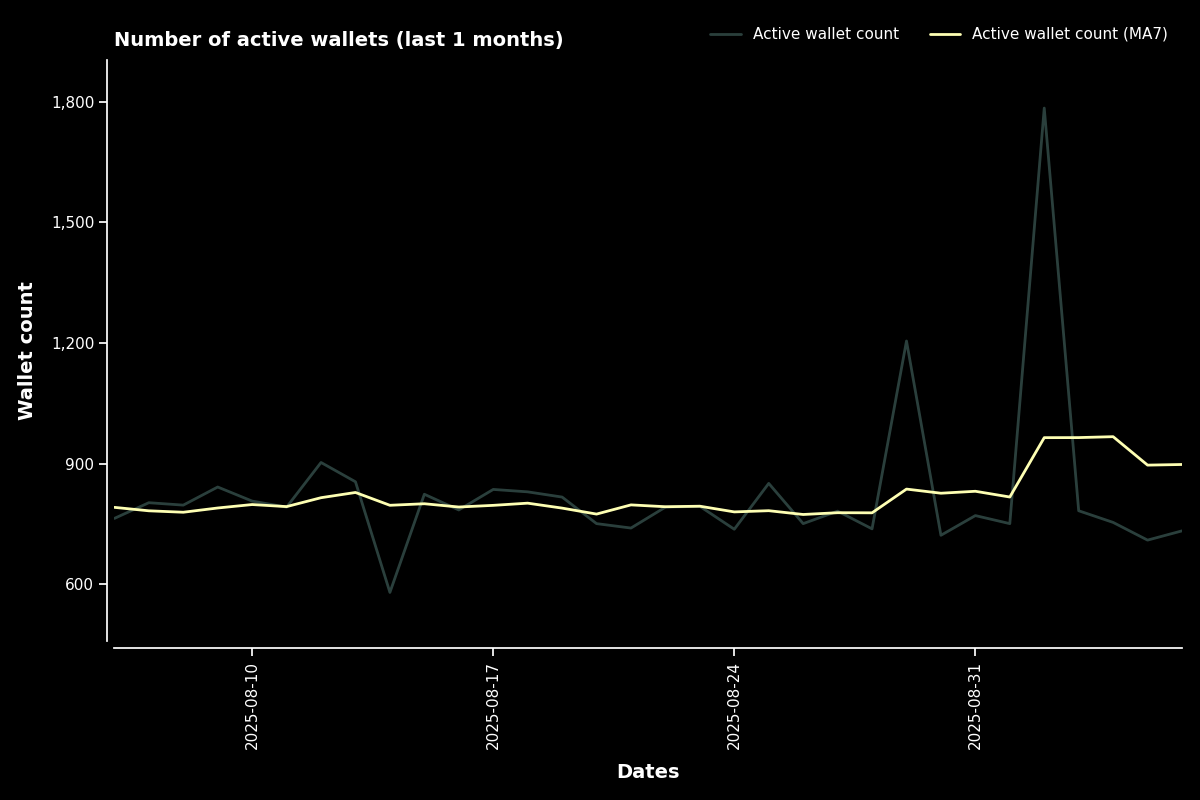 Number of active wallets (last 1 months)
Active wallet count
Active wallet count (MA7)
1,800
1,500
1,200
900
600
Wallet count
2025-08-10
2025-08-17
2025-08-24
2025-08-31
Dates